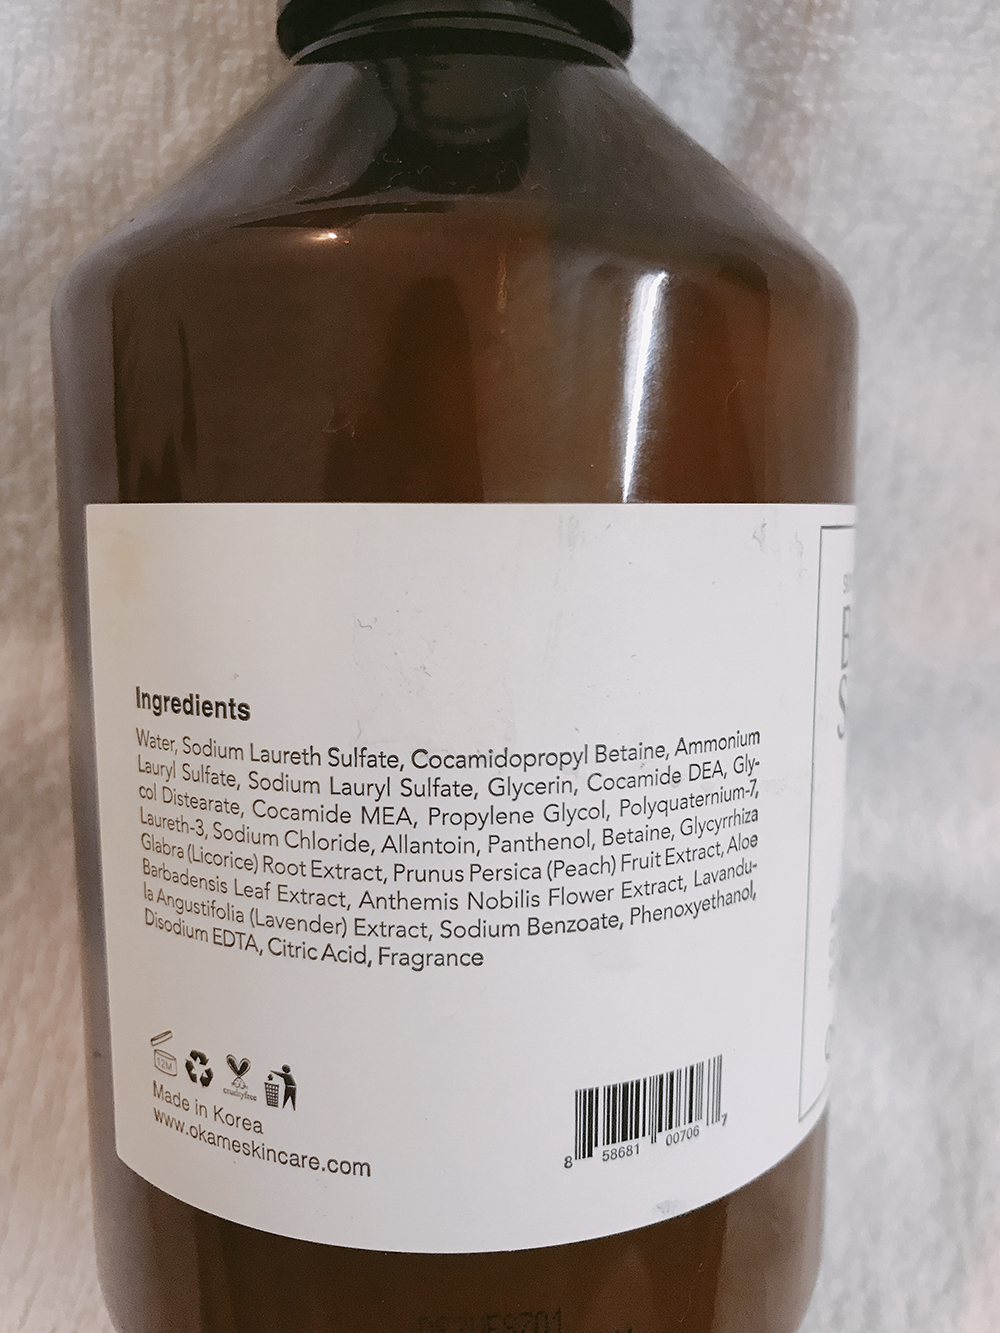 Ingredients
Water, Sodium Laureth Sulfate, Cocamidopropyl Betaine, Ammonium
Lauryl Sulfate, Sodium Lauryl Sulfate, Glycerin, Cocamide DEA, Gly-
col Distearate, Cocamide MEA, Propylene Glycol, Polyquaternium-7,
Laureth-3, Sodium Chloride, Allantoin, Panthenol, Betaine, Glycyrrhiza
Glabra (Licorice) Root Extract, Prunus Persica (Peach) Fruit Extract, Aloe
Barbadensis Leaf Extract, Anthemis Nobilis Flower Extract, Lavandu-
la Angustifolia (Lavender) Extract, Sodium Benzoate, Phenoxyethanol,
Disodium EDTA, Citric Acid, Fragrance
12M
crueltyfree
Made in Korea
www.okameskincare.com
8 58681 00706 7